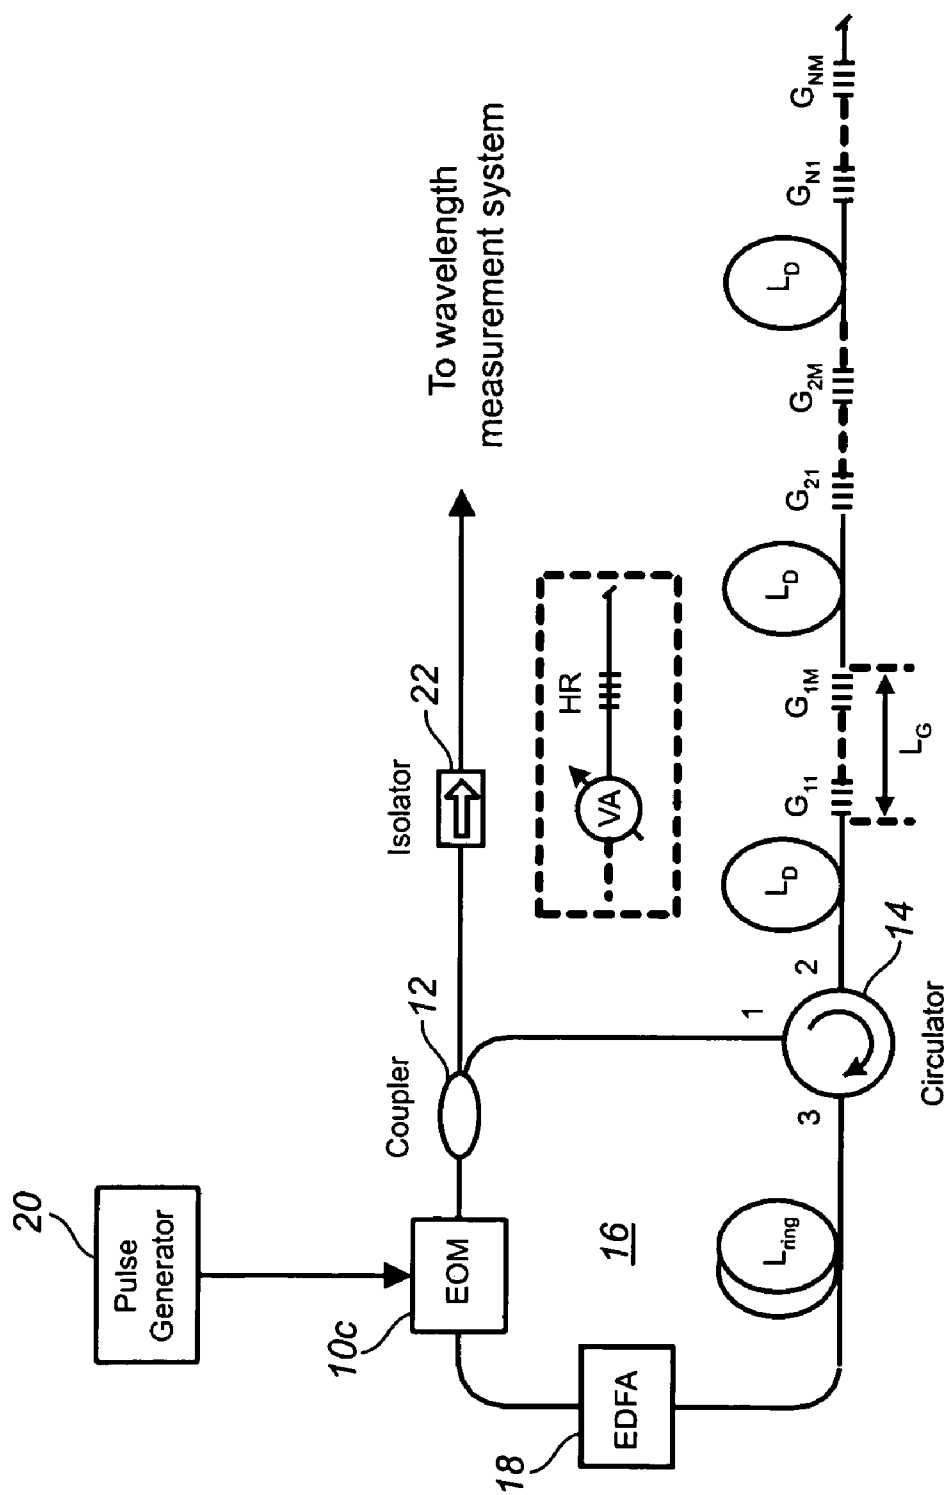 20
Pulse
Generator
EOM
10c
EDFA
18
16
Coupler
12
Isolator
22
To wavelength
measurement system
VA
HR
L_ring
3
1
2
14
Circulator
L_D
G_11
G_1M
L_G
L_D
G_21
G_2M
L_D
G_N1
G_NM